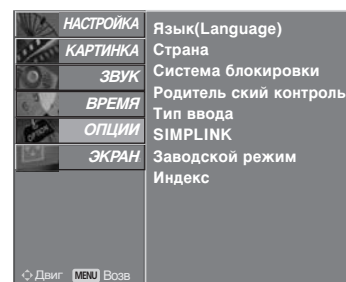 НАСТРОЙКА
КАРТИНКА
ЗВУК
ВРЕМЯ
ОПЦИИ
ЭКРАН
Язык(Language)
Страна
Система блокировки
Родитель ский контроль
Тип ввода
SIMPLINK
Заводской режим
Индекс
Двиг MENU Возв